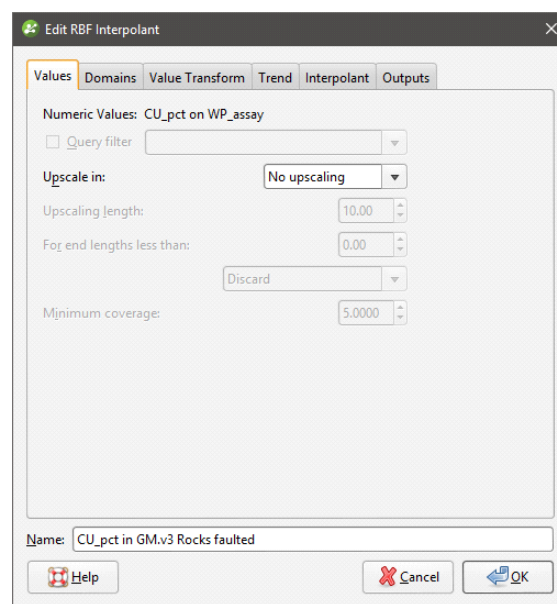 Edit RBF Interpolant
Values Domains Value Transform Trend Interpolant Outputs
Numeric Values: CU_pct on WP_assay
Query filter
Upscale in: No upscaling
Upscaling length: 10.00
For end lengths less than: 0.00
Discard
Minimum coverage: 5.0000
Name: CU_pct in GM.v3 Rocks faulted
Help Cancel OK